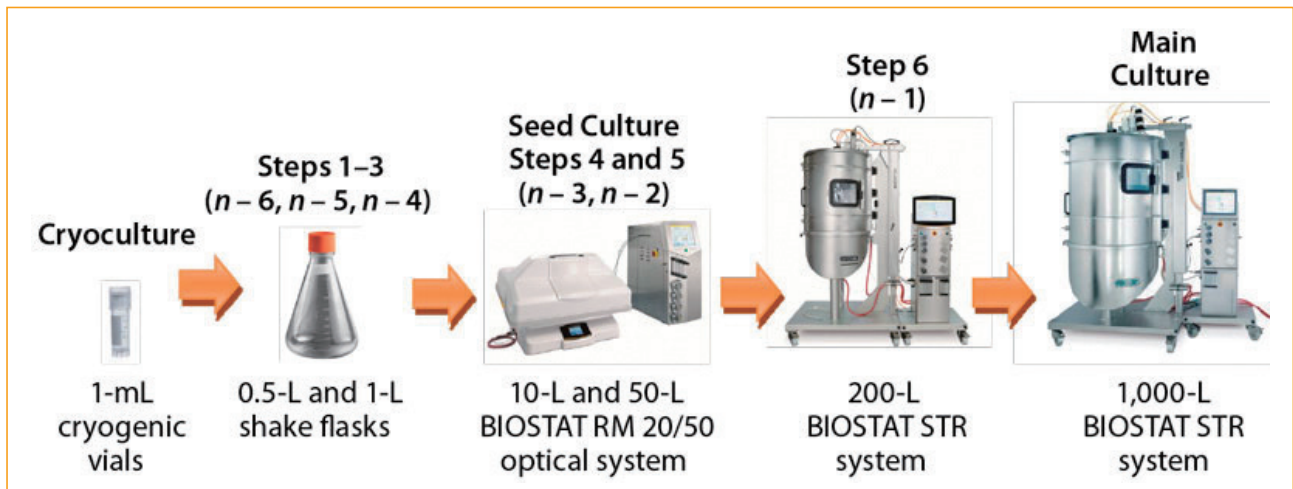 Cryoculture
1-mL
cryogenic
vials
Steps 1–3
(n – 6, n – 5, n – 4)
0.5-L and 1-L
shake flasks
Seed Culture
Steps 4 and 5
(n – 3, n – 2)
10-L and 50-L
BIOSTAT RM 20/50
optical system
Step 6
(n – 1)
200-L
BIOSTAT STR
system
Main
Culture
1,000-L
BIOSTAT STR
system